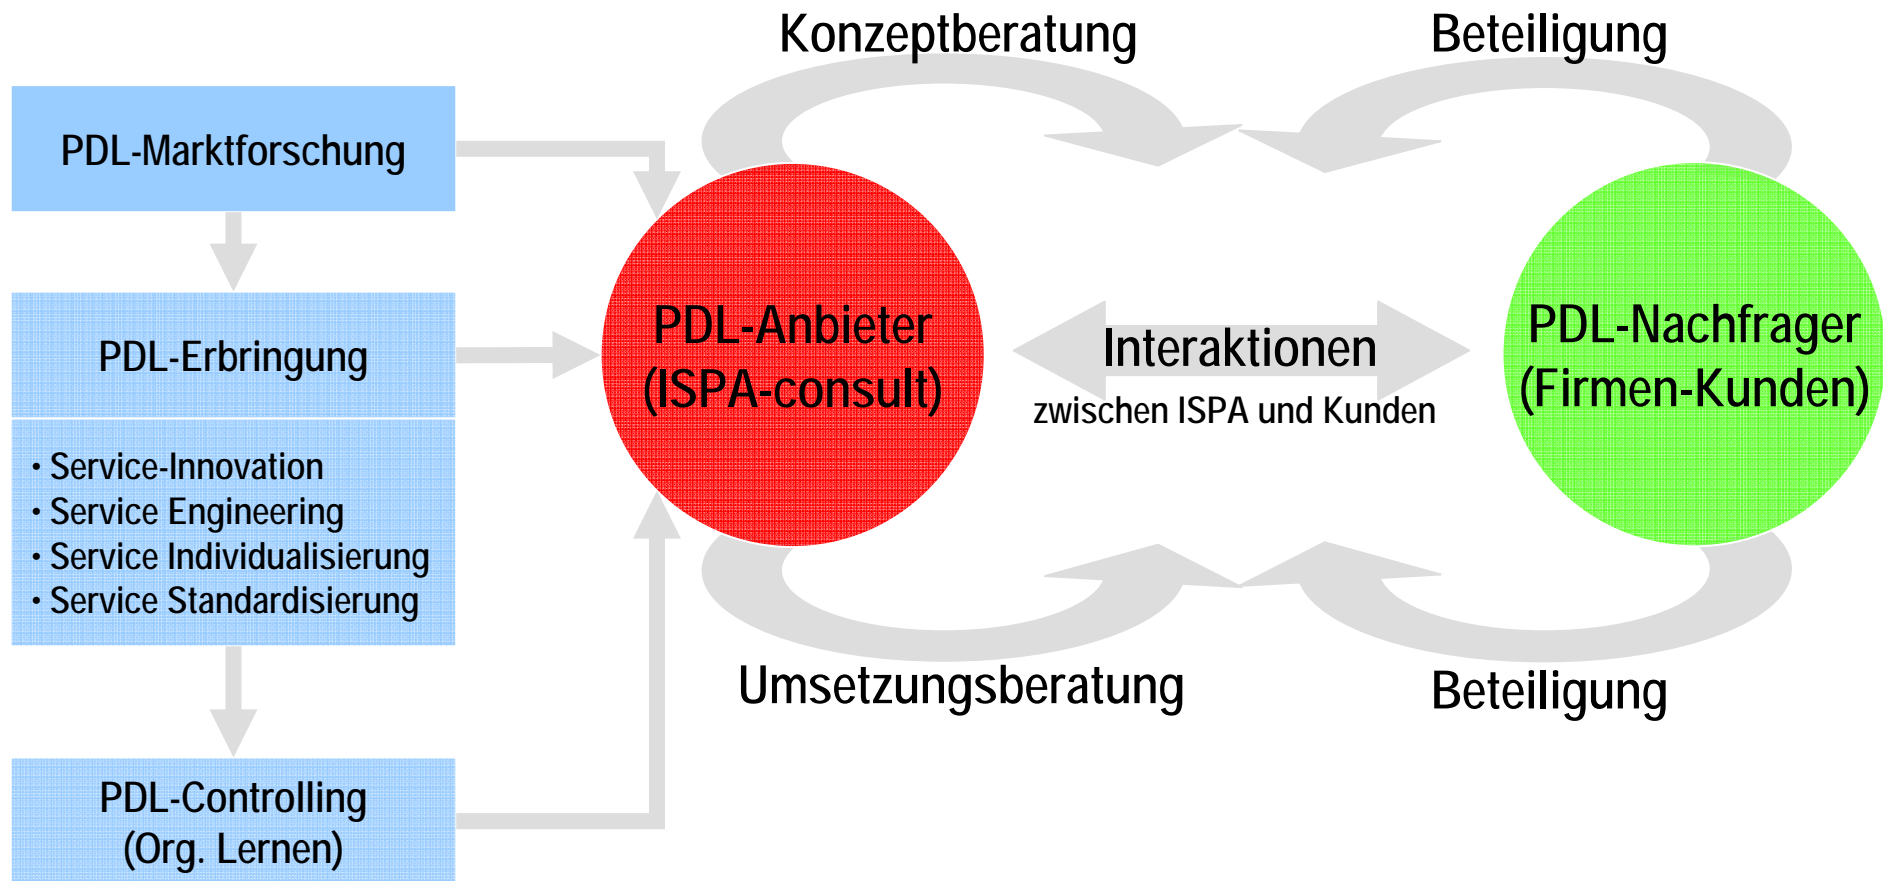 Konzeptberatung
Beteiligung
PDL-Marktforschung
PDL-Erbringung
• Service-Innovation
• Service Engineering
• Service Individualisierung
• Service Standardisierung
PDL-Controlling
(Org. Lernen)
PDL-Anbieter
(ISPA-consult)
Interaktionen
zwischen ISPA und Kunden
PDL-Nachfrager
(Firmen-Kunden)
Umsetzungsberatung
Beteiligung